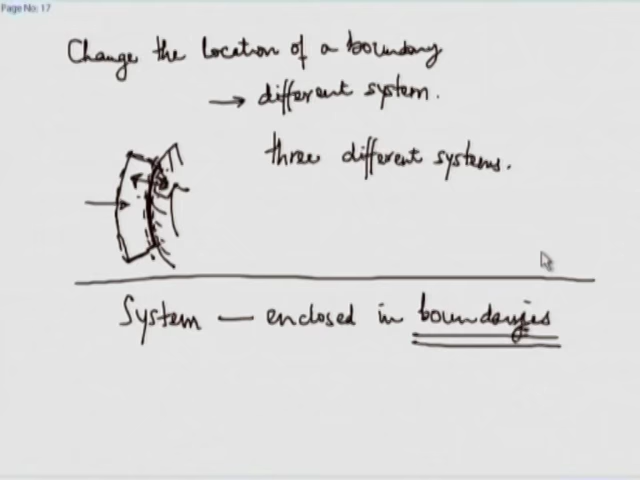 Page No: 17
Change the location of a boundary
→ different system.
three different systems.
System — enclosed in boundaries